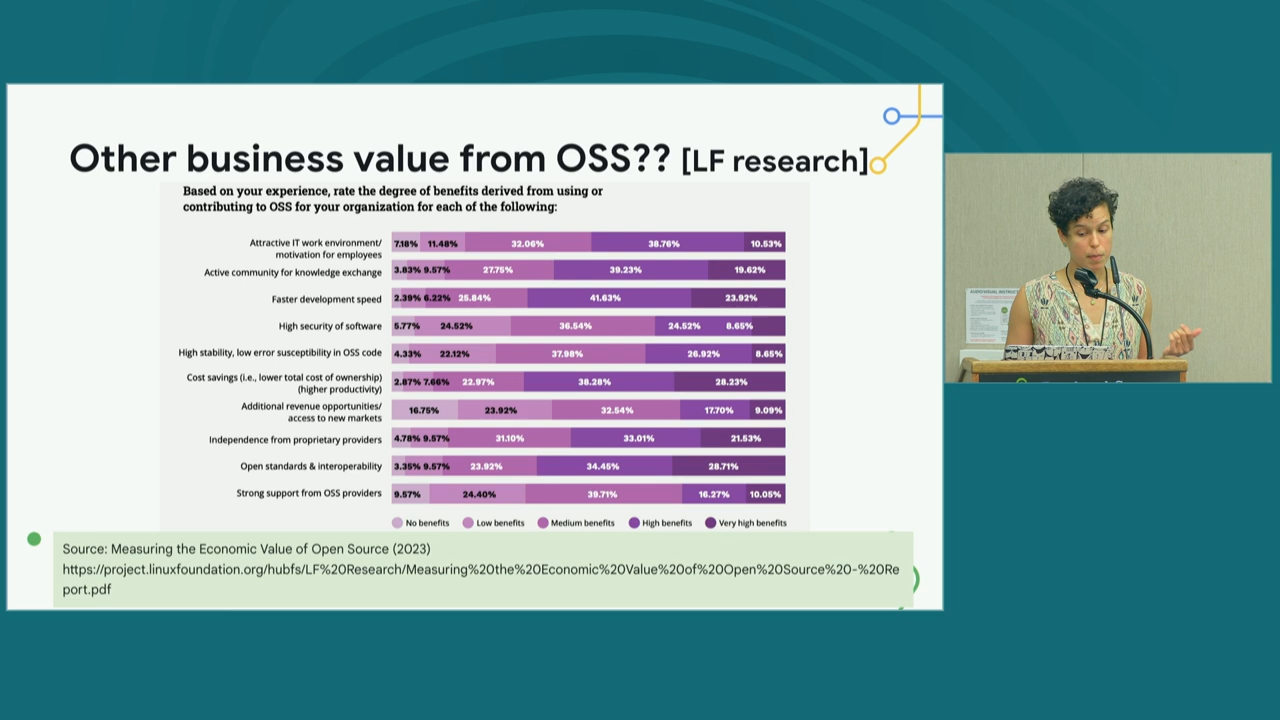 Other business value from OSS?? [LF research]
Based on your experience, rate the degree of benefits derived from using or
contributing to OSS for your organization for each of the following:
Attractive IT work environment/
motivation for employees
7.18% 11.48% 32.06% 38.76% 10.53%
Active community for knowledge exchange
3.83% 9.57% 27.75% 39.23% 19.62%
Faster development speed
2.39% 6.22% 25.84% 41.63% 23.92%
High security of software
5.77% 24.52% 36.54% 24.52% 8.65%
High stability, low error susceptibility in OSS code
4.33% 22.12% 37.98% 26.92% 8.65%
Cost savings (i.e., lower total cost of ownership)
(higher productivity)
2.87% 7.66% 22.97% 38.28% 28.23%
Additional revenue opportunities/
access to new markets
16.75% 23.92% 32.54% 17.70% 9.09%
Independence from proprietary providers
4.78% 9.57% 31.10% 33.01% 21.53%
Open standards & interoperability
3.35% 9.57% 23.92% 34.45% 28.71%
Strong support from OSS providers
9.57% 24.40% 39.71% 16.27% 10.05%
No benefits Low benefits Medium benefits High benefits Very high benefits
Source: Measuring the Economic Value of Open Source (2023)
https://project.linuxfoundation.org/hubfs/LF%20Research/Measuring%20the%20Economic%20Value%20of%20Open%20Source%20-%20Re
port.pdf